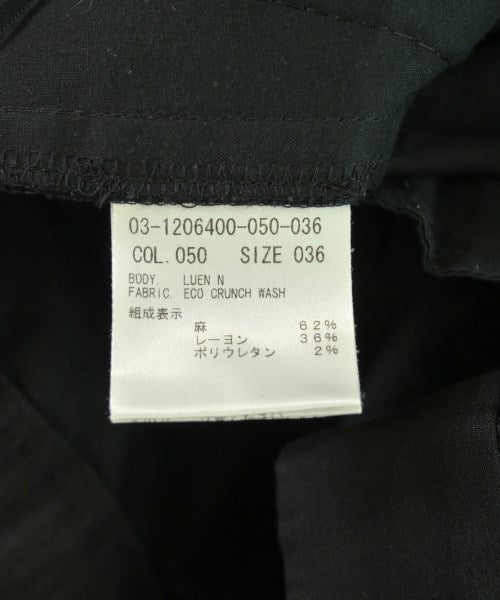 03-1206400-050-036
COL.050 SIZE 036
BODY. LUEN N
FABRIC. ECO CRUNCH WASH
組成表示
麻 62%
レーヨン 36%
ポリウレタン 2%